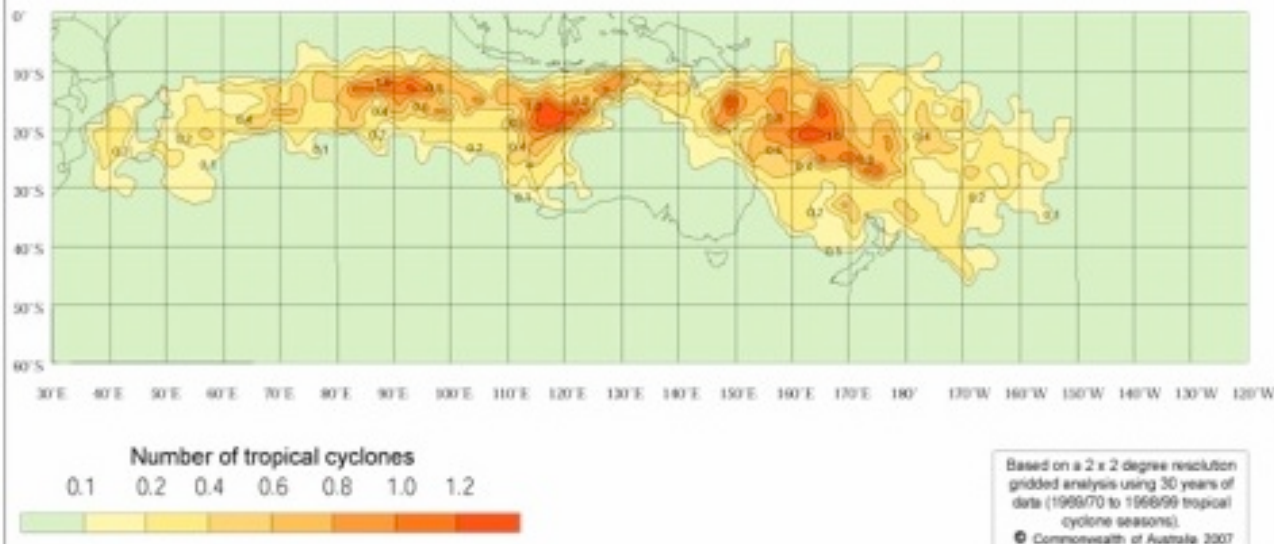 0°
10°S
20°S
30°S
40°S
50°S
60°S
30°E 40°E 50°E 60°E 70°E 80°E 90°E 100°E 110°E 120°E 130°E 140°E 150°E 160°E 170°E 180° 170°W 160°W 150°W 140°W 130°W 120°W
Number of tropical cyclones
0.1 0.2 0.4 0.6 0.8 1.0 1.2
Based on a 2 x 2 degree resolution
gridded analysis using 30 years of
data (1969/70 to 1998/99 tropical
cyclone seasons).
© Commonwealth of Australia 2007